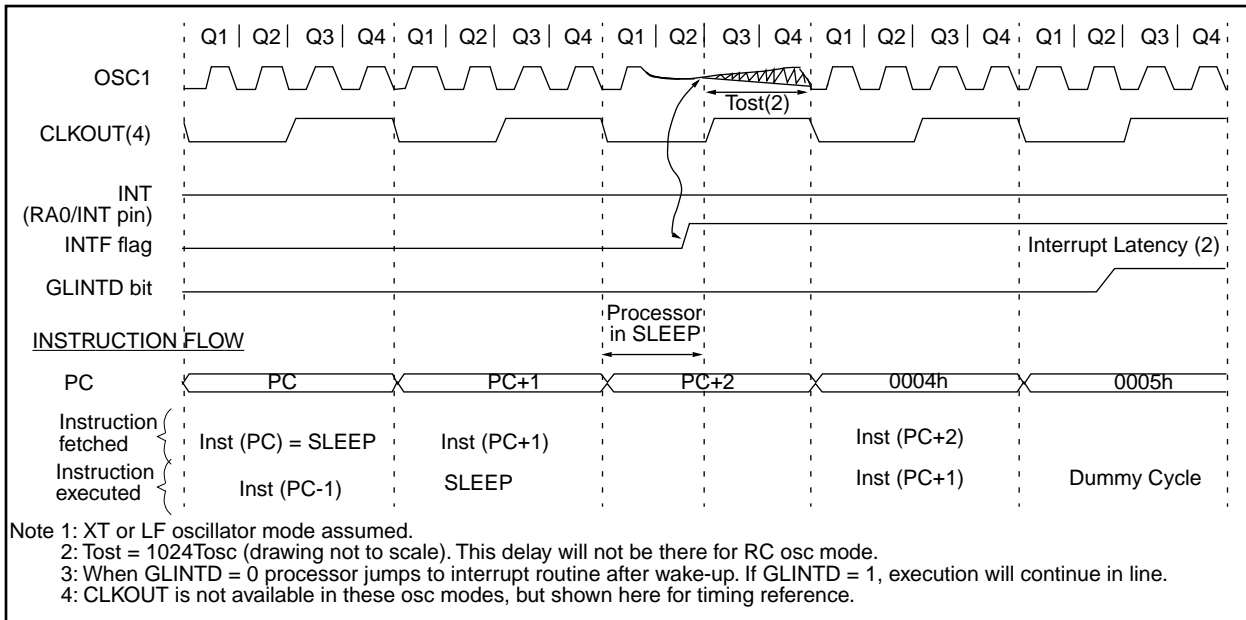 Q1 | Q2 | Q3 | Q4 Q1 | Q2 | Q3 | Q4 Q1 | Q2 | Q3 | Q4 Q1 | Q2 | Q3 | Q4 Q1 | Q2 | Q3 | Q4
OSC1
Tost(2)
CLKOUT(4)
INT
(RA0/INT pin)
INTF flag
Interrupt Latency (2)
GLINTD bit
Processor
in SLEEP
INSTRUCTION FLOW
PC PC PC+1 PC+2 0004h 0005h
Instruction
fetched
Inst (PC) = SLEEP Inst (PC+1) Inst (PC+2)
Instruction
executed
Inst (PC-1) SLEEP Inst (PC+1) Dummy Cycle
Note 1: XT or LF oscillator mode assumed.
2: Tost = 1024Tosc (drawing not to scale). This delay will not be there for RC osc mode.
3: When GLINTD = 0 processor jumps to interrupt routine after wake-up. If GLINTD = 1, execution will continue in line.
4: CLKOUT is not available in these osc modes, but shown here for timing reference.